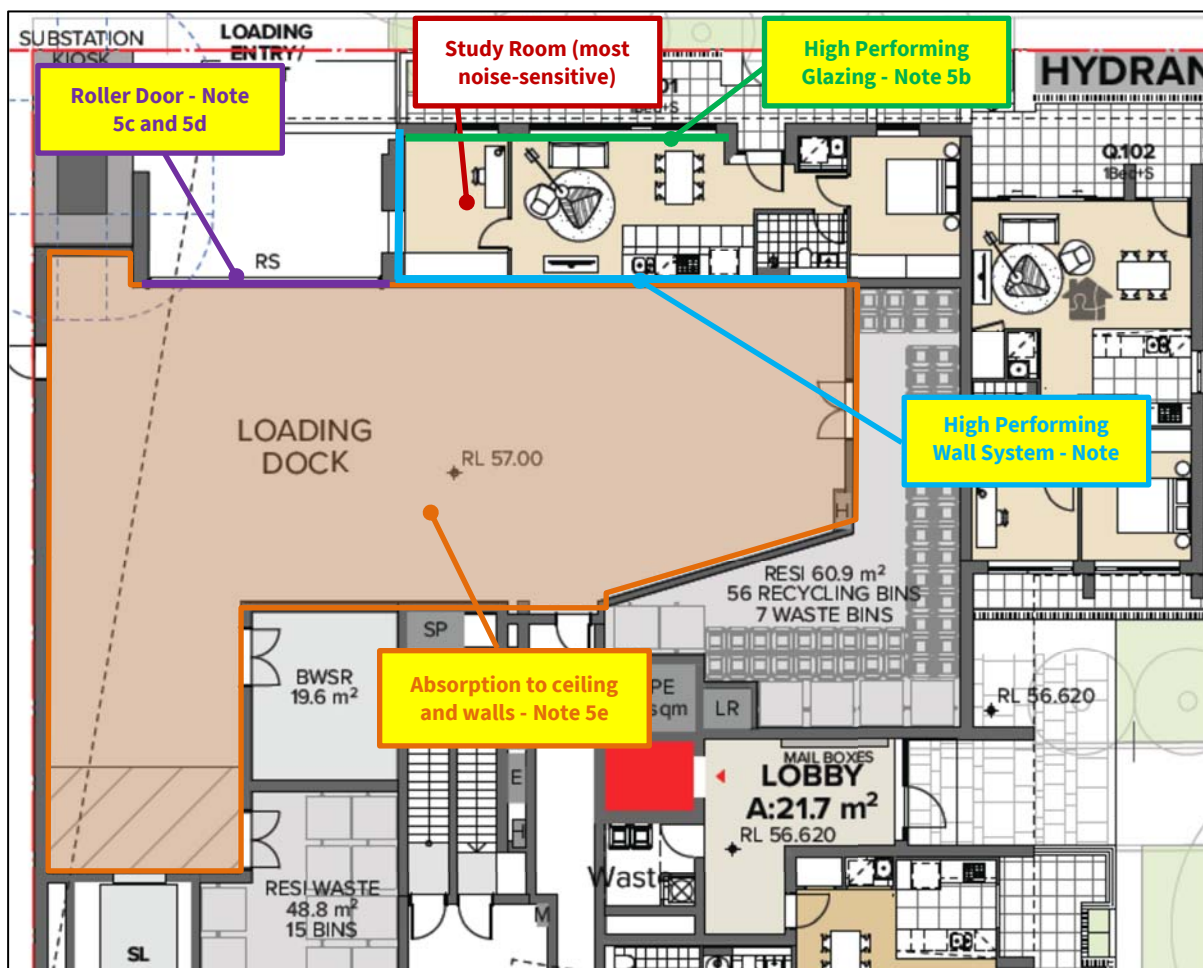 SUBSTATION
KIOSK
LOADING
ENTRY/
Study Room (most
noise-sensitive)
High Performing
Glazing - Note 5b
HYDRAN
Roller Door - Note
5c and 5d
01
1Bed+S
Q.102
1Bed+S
RS
LOADING
DOCK
RL 57.00
High Performing
Wall System - Note
H
RESI 60.9 m²
56 RECYCLING BINS
7 WASTE BINS
SP
BWSR
19.6 m²
Absorption to ceiling
and walls - Note 5e
PE
sqm
LR
RL 56.620
E
H
MAIL BOXES
LOBBY
A:21.7 m²
RL 56.620
RESI WASTE
48.8 m²
15 BINS
Waste
M
SL